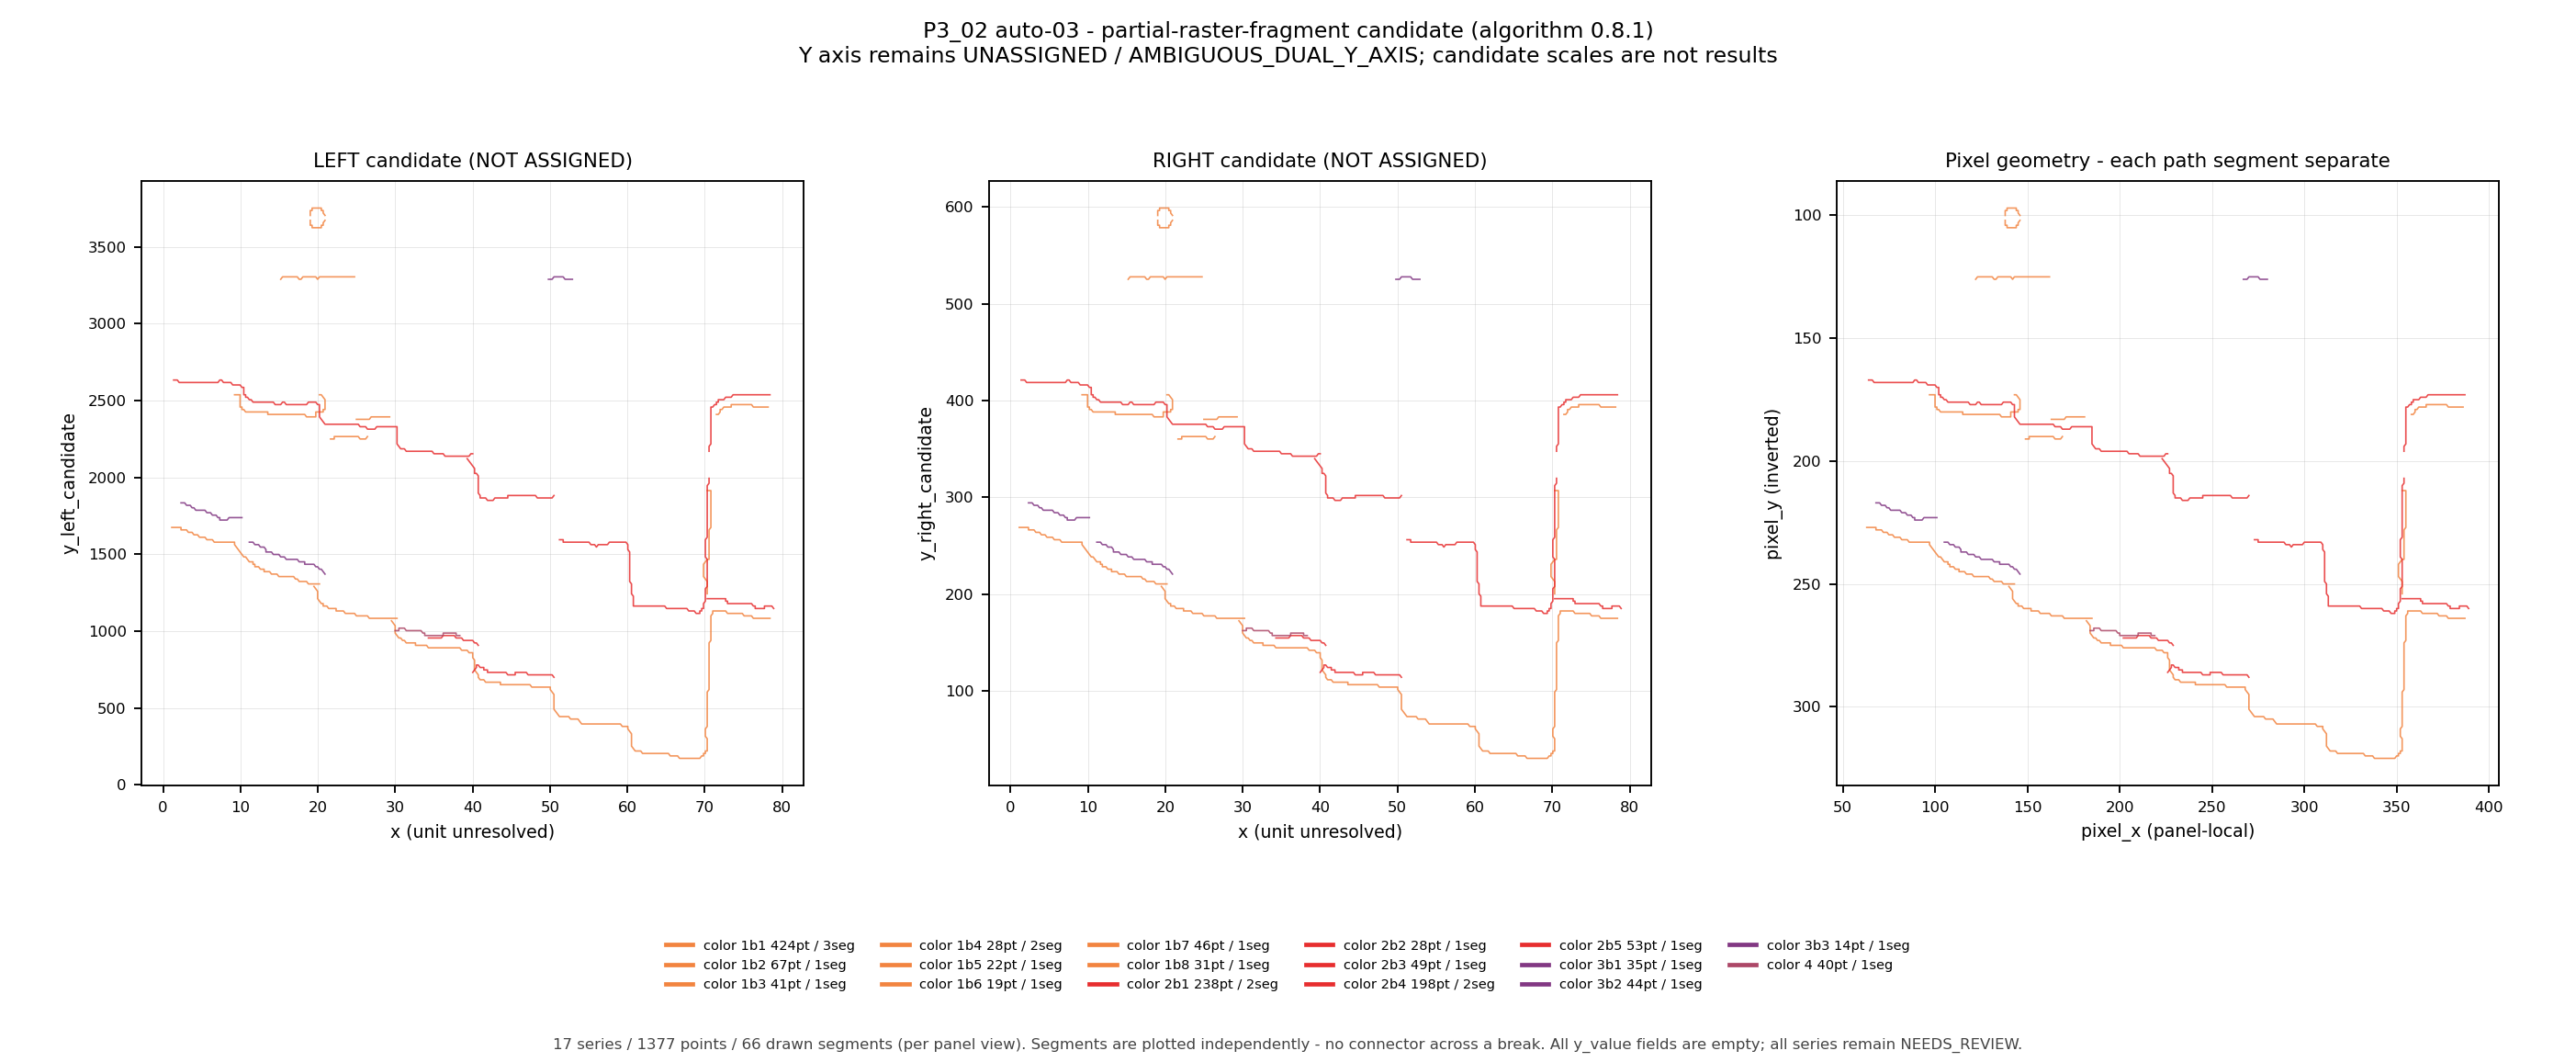 P3_02 auto-03 - partial-raster-fragment candidate (algorithm 0.8.1)
Y axis remains UNASSIGNED / AMBIGUOUS_DUAL_Y_AXIS; candidate scales are not results
LEFT candidate (NOT ASSIGNED)
y_left_candidate
3500
3000
2500
2000
1500
1000
500
0
0 10 20 30 40 50 60 70 80
x (unit unresolved)
RIGHT candidate (NOT ASSIGNED)
y_right_candidate
600
500
400
300
200
100
0 10 20 30 40 50 60 70 80
x (unit unresolved)
Pixel geometry - each path segment separate
pixel_y (inverted)
100
150
200
250
300
50 100 150 200 250 300 350 400
pixel_x (panel-local)
color 1b1 424pt / 3seg
color 1b2 67pt / 1seg
color 1b3 41pt / 1seg
color 1b4 28pt / 2seg
color 1b5 22pt / 1seg
color 1b6 19pt / 1seg
color 1b7 46pt / 1seg
color 1b8 31pt / 1seg
color 2b1 238pt / 2seg
color 2b2 28pt / 1seg
color 2b3 49pt / 1seg
color 2b4 198pt / 2seg
color 2b5 53pt / 1seg
color 3b1 35pt / 1seg
color 3b2 44pt / 1seg
color 3b3 14pt / 1seg
color 4 40pt / 1seg
17 series / 1377 points / 66 drawn segments (per panel view). Segments are plotted independently - no connector across a break. All y_value fields are empty; all series remain NEEDS_REVIEW.